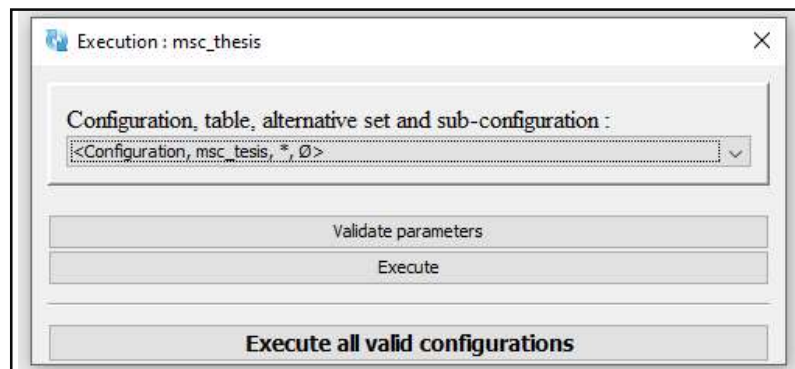 Execution : msc_thesis
Configuration, table, alternative set and sub-configuration :
<Configuration, msc_tesis, *, Ø>
Validate parameters
Execute
Execute all valid configurations